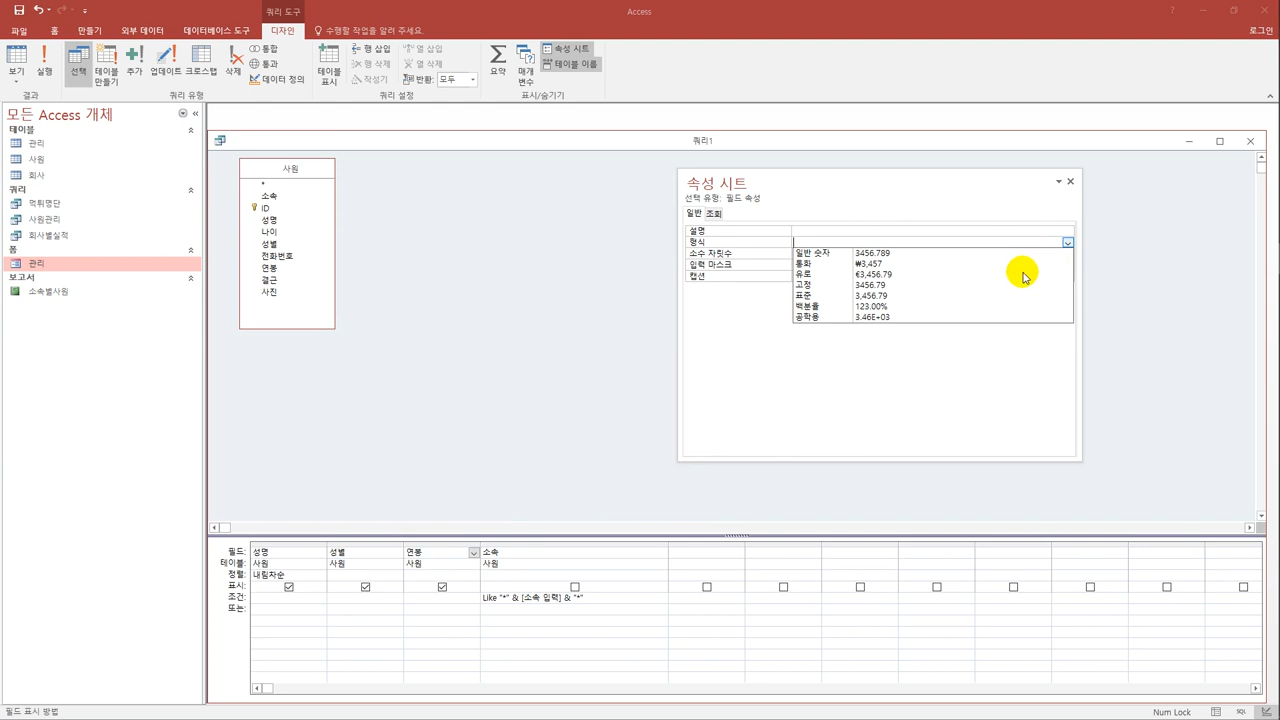 쿼리 도구
Access
로그인
파일 홈 만들기 외부 데이터 데이터베이스 도구 디자인 수행할 작업을 알려 주세요.
보기 실행 선택 테이블 만들기 추가 업데이트 크로스탭 삭제
통합
통과
데이터 정의
테이블 표시
행 삽입
행 삭제
작성기
열 삽입
열 삭제
반환: 모두
요약 매개 변수
속성 시트
테이블 이름
결과 쿼리 유형 쿼리 설정 표시/숨기기
모든 Access 개체
테이블
관리
사원
회사
쿼리
먹튀명단
사원관리
회사별실적
폼
관리
보고서
소속별사원
쿼리1
사원
*
소속
ID
성명
나이
성별
전화번호
연봉
결근
사진
속성 시트
선택 유형: 필드 속성
일반 조회
설명
형식
소수 자릿수
입력 마스크
캡션
일반 숫자 3456.789
통화 ₩3,457
유로 €3,456.79
고정 3456.79
표준 3,456.79
백분율 123.00%
공학용 3.46E+03
필드: 성명 성별 연봉 소속
테이블: 사원 사원 사원 사원
정렬: 내림차순
표시:
조건: Like "*" & [소속 입력] & "*"
또는:
필드 표시 방법
Num Lock
SQL